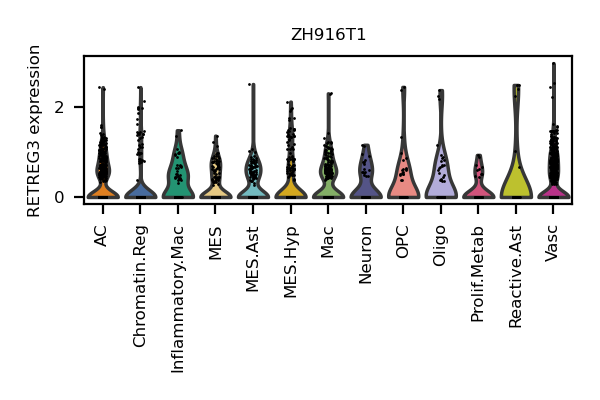 ZH916T1
RETREG3 expression
2
0
AC
Chromatin.Reg
Inflammatory.Mac
MES
MES.Ast
MES.Hyp
Mac
Neuron
OPC
Oligo
Prolif.Metab
Reactive.Ast
Vasc